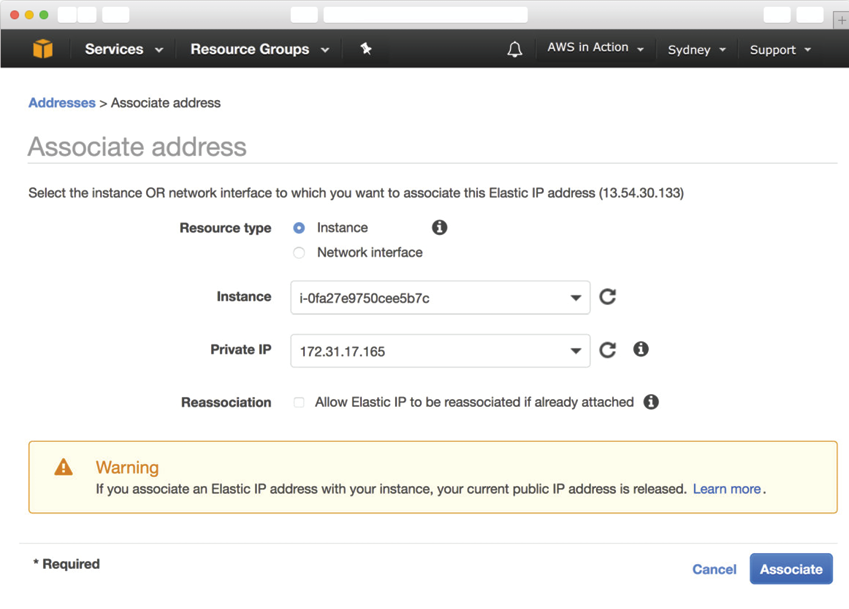 Services Resource Groups AWS in Action Sydney Support
Addresses > Associate address
Associate address
Select the instance OR network interface to which you want to associate this Elastic IP address (13.54.30.133)
Resource type Instance
Network interface
Instance i-0fa27e9750cee5b7c
Private IP 172.31.17.165
Reassociation Allow Elastic IP to be reassociated if already attached
Warning
If you associate an Elastic IP address with your instance, your current public IP address is released. Learn more.
* Required
Cancel Associate